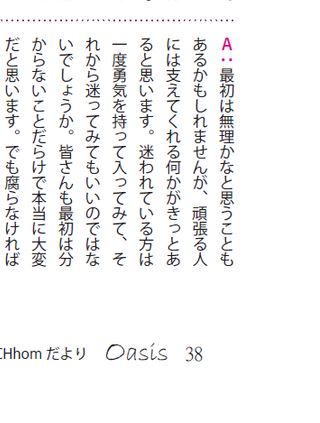 A：最初は無理かなと思うことも
あるかもしれませんが、頑張る人
には支えてくれる何かがきっとあ
ると思います。迷われている方は
一度勇気を持って入ってみて、そ
れから迷ってみてもいいのではな
いでしょうか。皆さんも最初は分
からないことだらけで本当に大変
だと思います。でも腐らなければ
CHhom だより Oasis 38